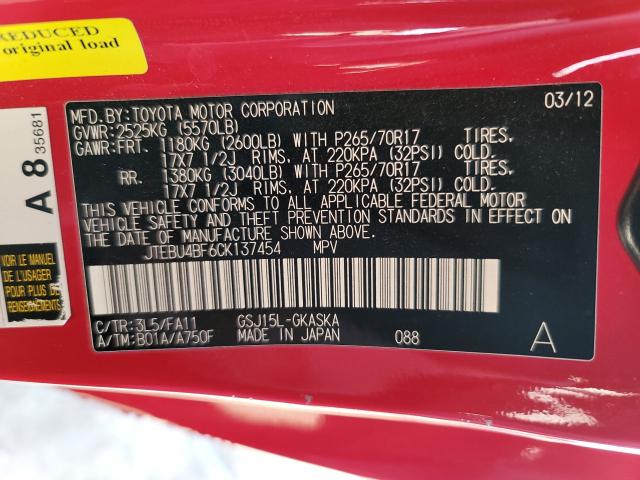 REDUCED
original load
A 8 35681
MFD.BY:TOYOTA MOTOR CORPORATION 03/12
GVWR:2525KG (5570LB)
GAWR:FRT. 1180KG (2600LB) WITH P265/70R17 TIRES,
17X7 1/2J RIMS, AT 220KPA (32PSI) COLD.
RR. 1380KG (3040LB) WITH P265/70R17 TIRES,
17X7 1/2J RIMS, AT 220KPA (32PSI) COLD.
THIS VEHICLE CONFORMS TO ALL APPLICABLE FEDERAL MOTOR
VEHICLE SAFETY AND THEFT PREVENTION STANDARDS IN EFFECT ON
THE DATE OF MANUFACTURE SHOWN ABOVE.
JTEBU4BF6CK137454 MPV
LE MANUEL
DE L'USAGER
RENSEIGNEMENTS
C/TR:3L5/FA11 GSJ15L-GKASKA
A/TM:B01A/A750F MADE IN JAPAN 088 A